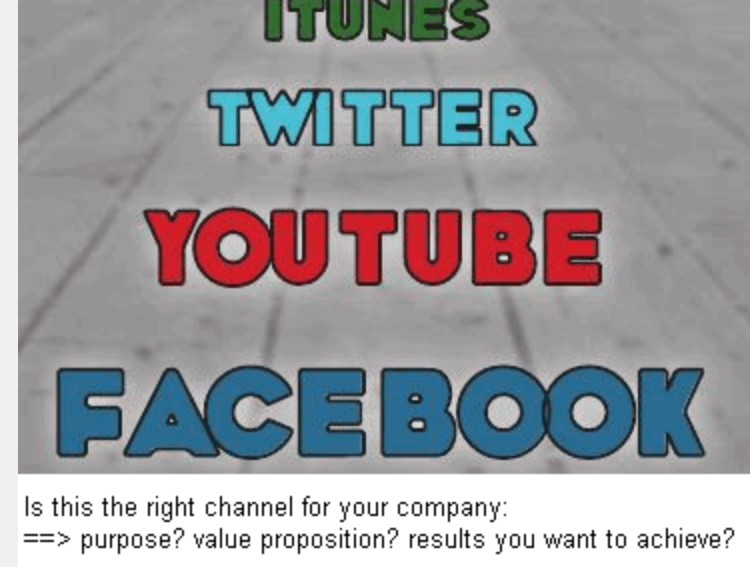 ITUNES
TWITTER
YOUTUBE
FACEBOOK
Is this the right channel for your company:
==> purpose? value proposition? results you want to achieve?